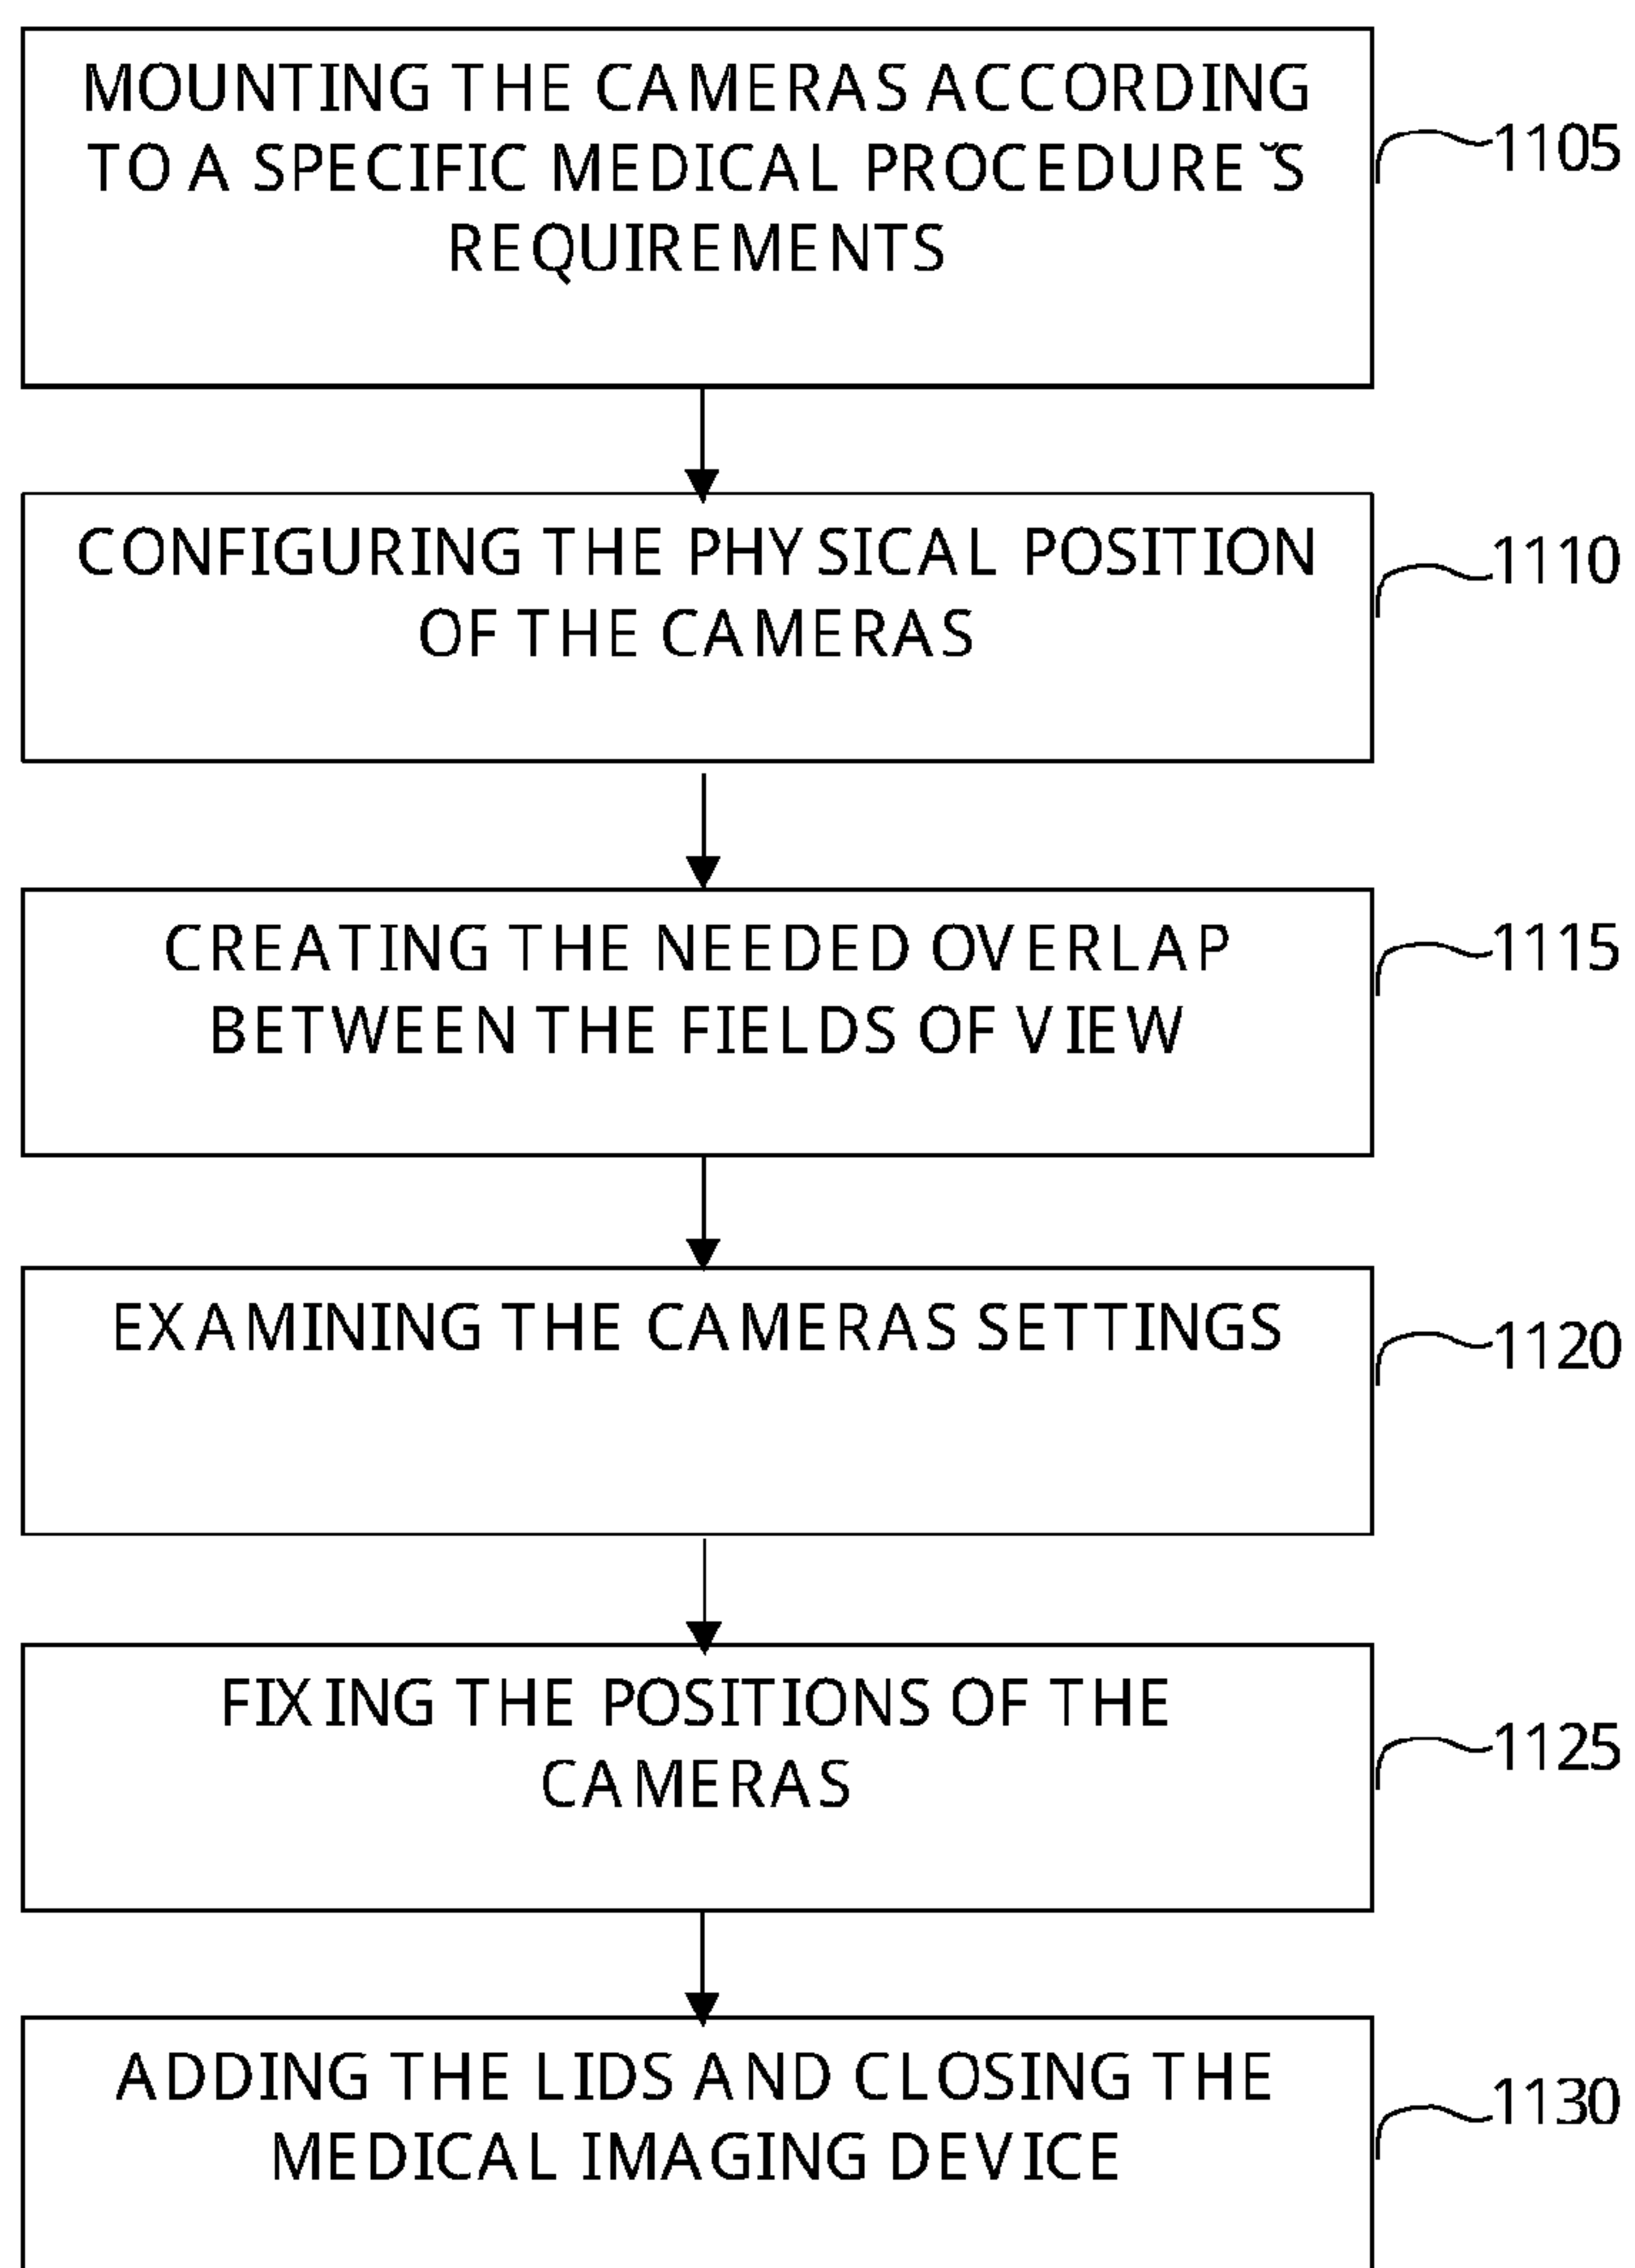 MOUNTING THE CAMERAS ACCORDING
TO A SPECIFIC MEDICAL PROCEDURE˘S
REQUIREMENTS
1105
CONFIGURING THE PHYSICAL POSITION
OF THE CAMERAS
1110
CREATING THE NEEDED OVERLAP
BETWEEN THE FIELDS OF VIEW
1115
EXAMINING THE CAMERAS SETTINGS
1120
FIXING THE POSITIONS OF THE
CAMERAS
1125
ADDING THE LIDS AND CLOSING THE
MEDICAL IMAGING DEVICE
1130